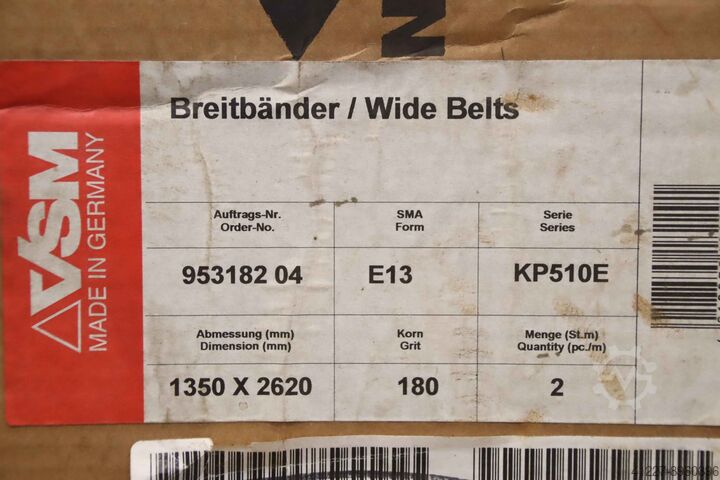 VSM
MADE IN GERMANY
Breitbänder / Wide Belts
Auftrags-Nr.
Order-No.
SMA
Form
Serie
Series
953182 04
E13
KP510E
Abmessung (mm)
Dimension (mm)
Korn
Grit
Menge (St.m)
Quantity (pc./m)
1350 X 2620
180
2